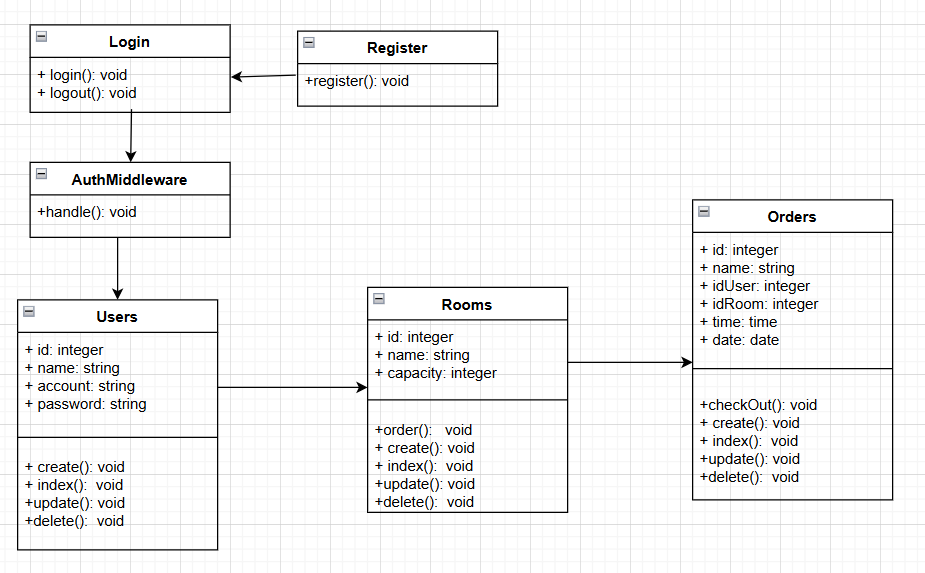 Login
+ login(): void
+ logout(): void
Register
+register(): void
AuthMiddleware
+handle(): void
Users
+ id: integer
+ name: string
+ account: string
+ password: string
+ create(): void
+ index(): void
+update(): void
+delete(): void
Rooms
+ id: integer
+ name: string
+ capacity: integer
+order(): void
+ create(): void
+ index(): void
+update(): void
+delete(): void
Orders
+ id: integer
+ name: string
+ idUser: integer
+ idRoom: integer
+ time: time
+ date: date
+checkOut(): void
+ create(): void
+ index(): void
+update(): void
+delete(): void